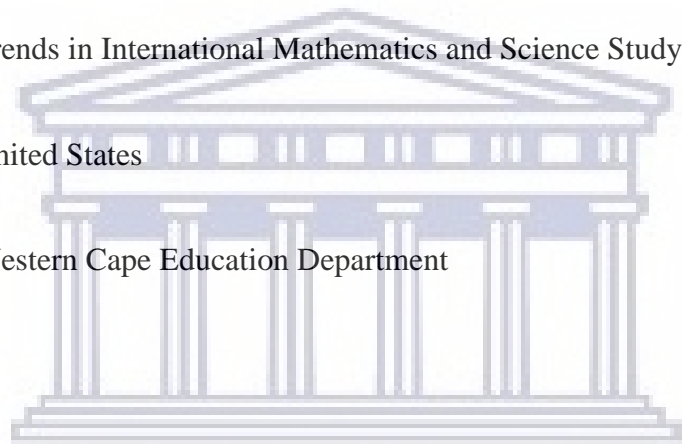 rends in International Mathematics and Science Study
nited States
estern Cape Education Department